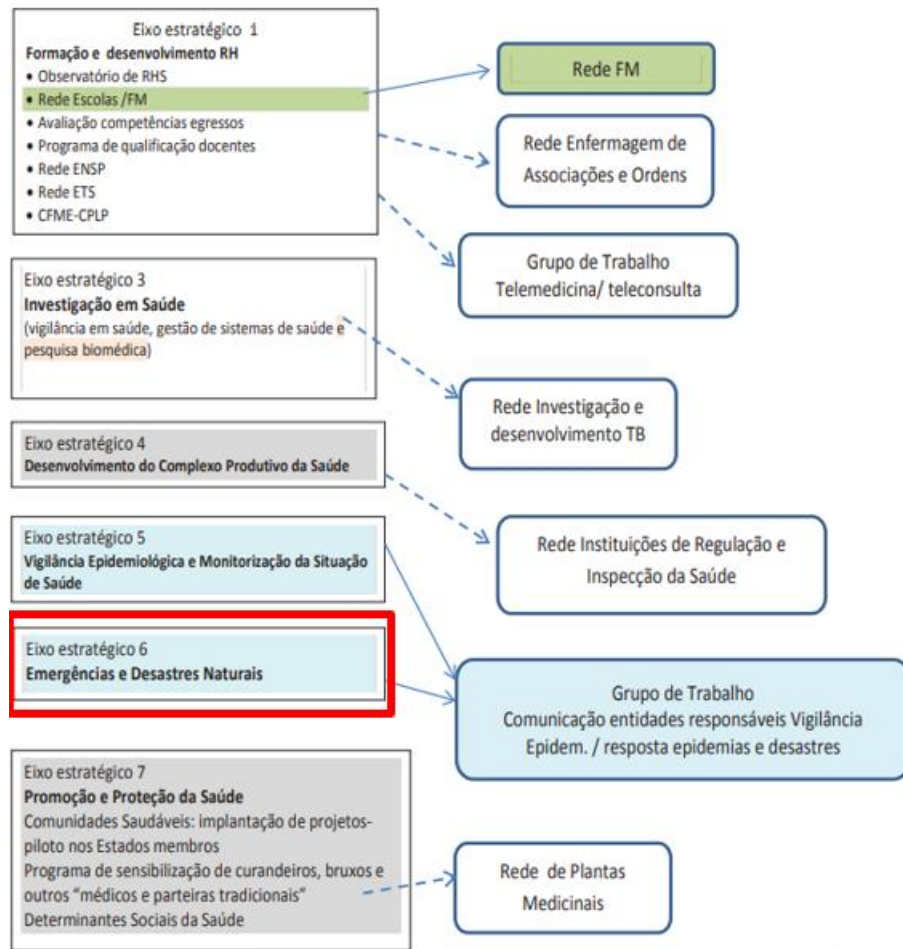 Eixo estratégico 1
Formação e desenvolvimento RH
• Observatório de RHS
• Rede Escolas /FM
• Avaliação competências egressos
• Programa de qualificação docentes
• Rede ENSP
• Rede ETS
• CFME-CPLP
Rede FM
Rede Enfermagem de
Associações e Ordens
Grupo de Trabalho
Telemedicina/ teleconsulta
Eixo estratégico 3
Investigação em Saúde
(vigilância em saúde, gestão de sistemas de saúde e
pesquisa biomédica)
Rede Investigação e
desenvolvimento TB
Eixo estratégico 4
Desenvolvimento do Complexo Produtivo da Saúde
Rede Instituições de Regulação e
Inspecção da Saúde
Eixo estratégico 5
Vigilância Epidemiológica e Monitorização da Situação
de Saúde
Eixo estratégico 6
Emergências e Desastres Naturais
Grupo de Trabalho
Comunicação entidades responsáveis Vigilância
Epidem. / resposta epidemias e desastres
Eixo estratégico 7
Promoção e Proteção da Saúde
Comunidades Saudáveis: implantação de projetos-
piloto nos Estados membros
Programa de sensibilização de curandeiros, bruxos e
outros “médicos e parteiras tradicionais”
Determinantes Sociais da Saúde
Rede de Plantas
Medicinais